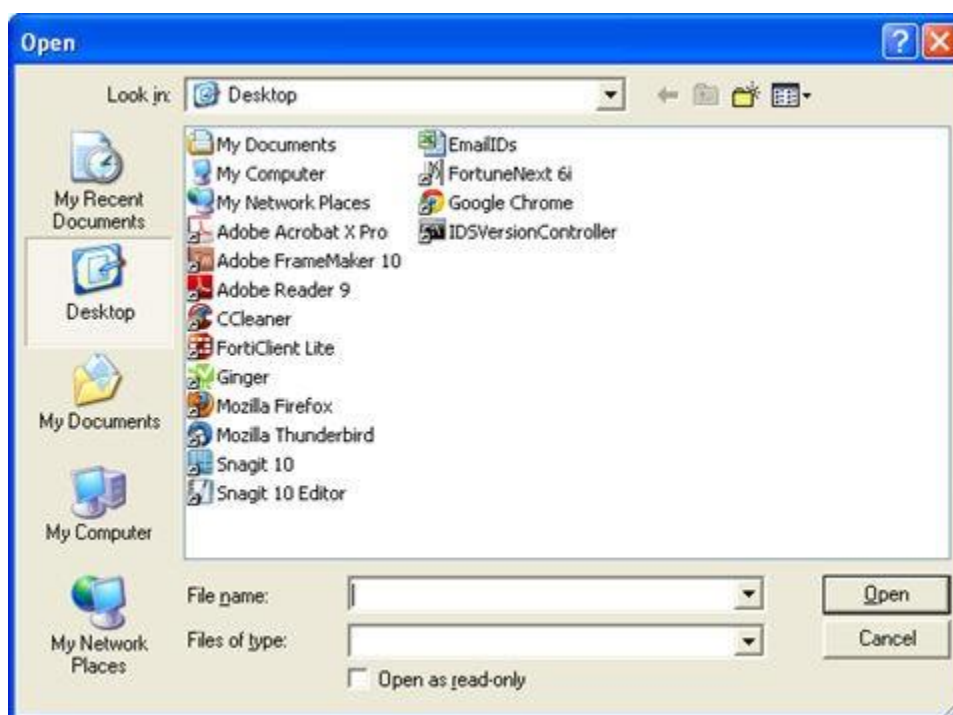 Open
Look in:
Desktop
My Recent
Documents
Desktop
My Documents
My Computer
My Network
Places
My Documents
My Computer
My Network Places
Adobe Acrobat X Pro
Adobe FrameMaker 10
Adobe Reader 9
CCleaner
FortiClient Lite
Ginger
Mozilla Firefox
Mozilla Thunderbird
Snagit 10
Snagit 10 Editor
EmailIDs
FortuneNext 6i
Google Chrome
IDSVersionController
File name:
Open
Files of type:
Cancel
Open as read-only